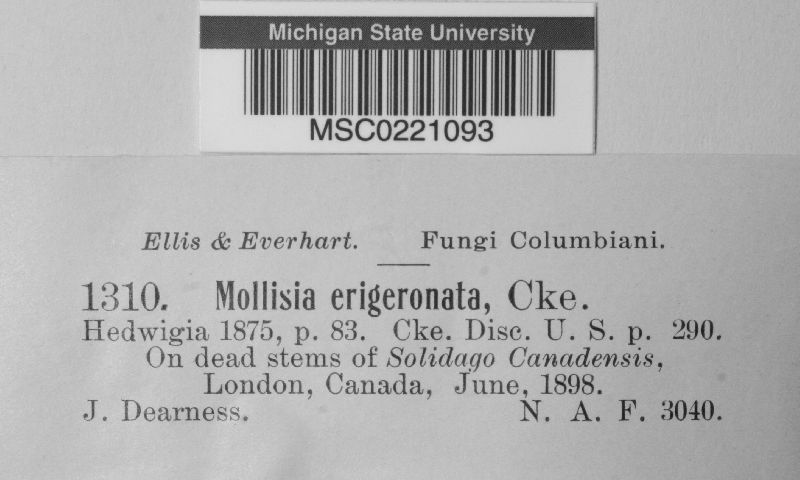 Michigan State University
MSC0221093
Ellis & Everhart. Fungi Columbiani.
1310. Mollisia erigeronata, Cke.
Hedwigia 1875, p. 83. Cke. Disc. U. S. p. 290.
On dead stems of Solidago Canadensis,
London, Canada, June, 1898.
J. Dearness. N. A. F. 3040.